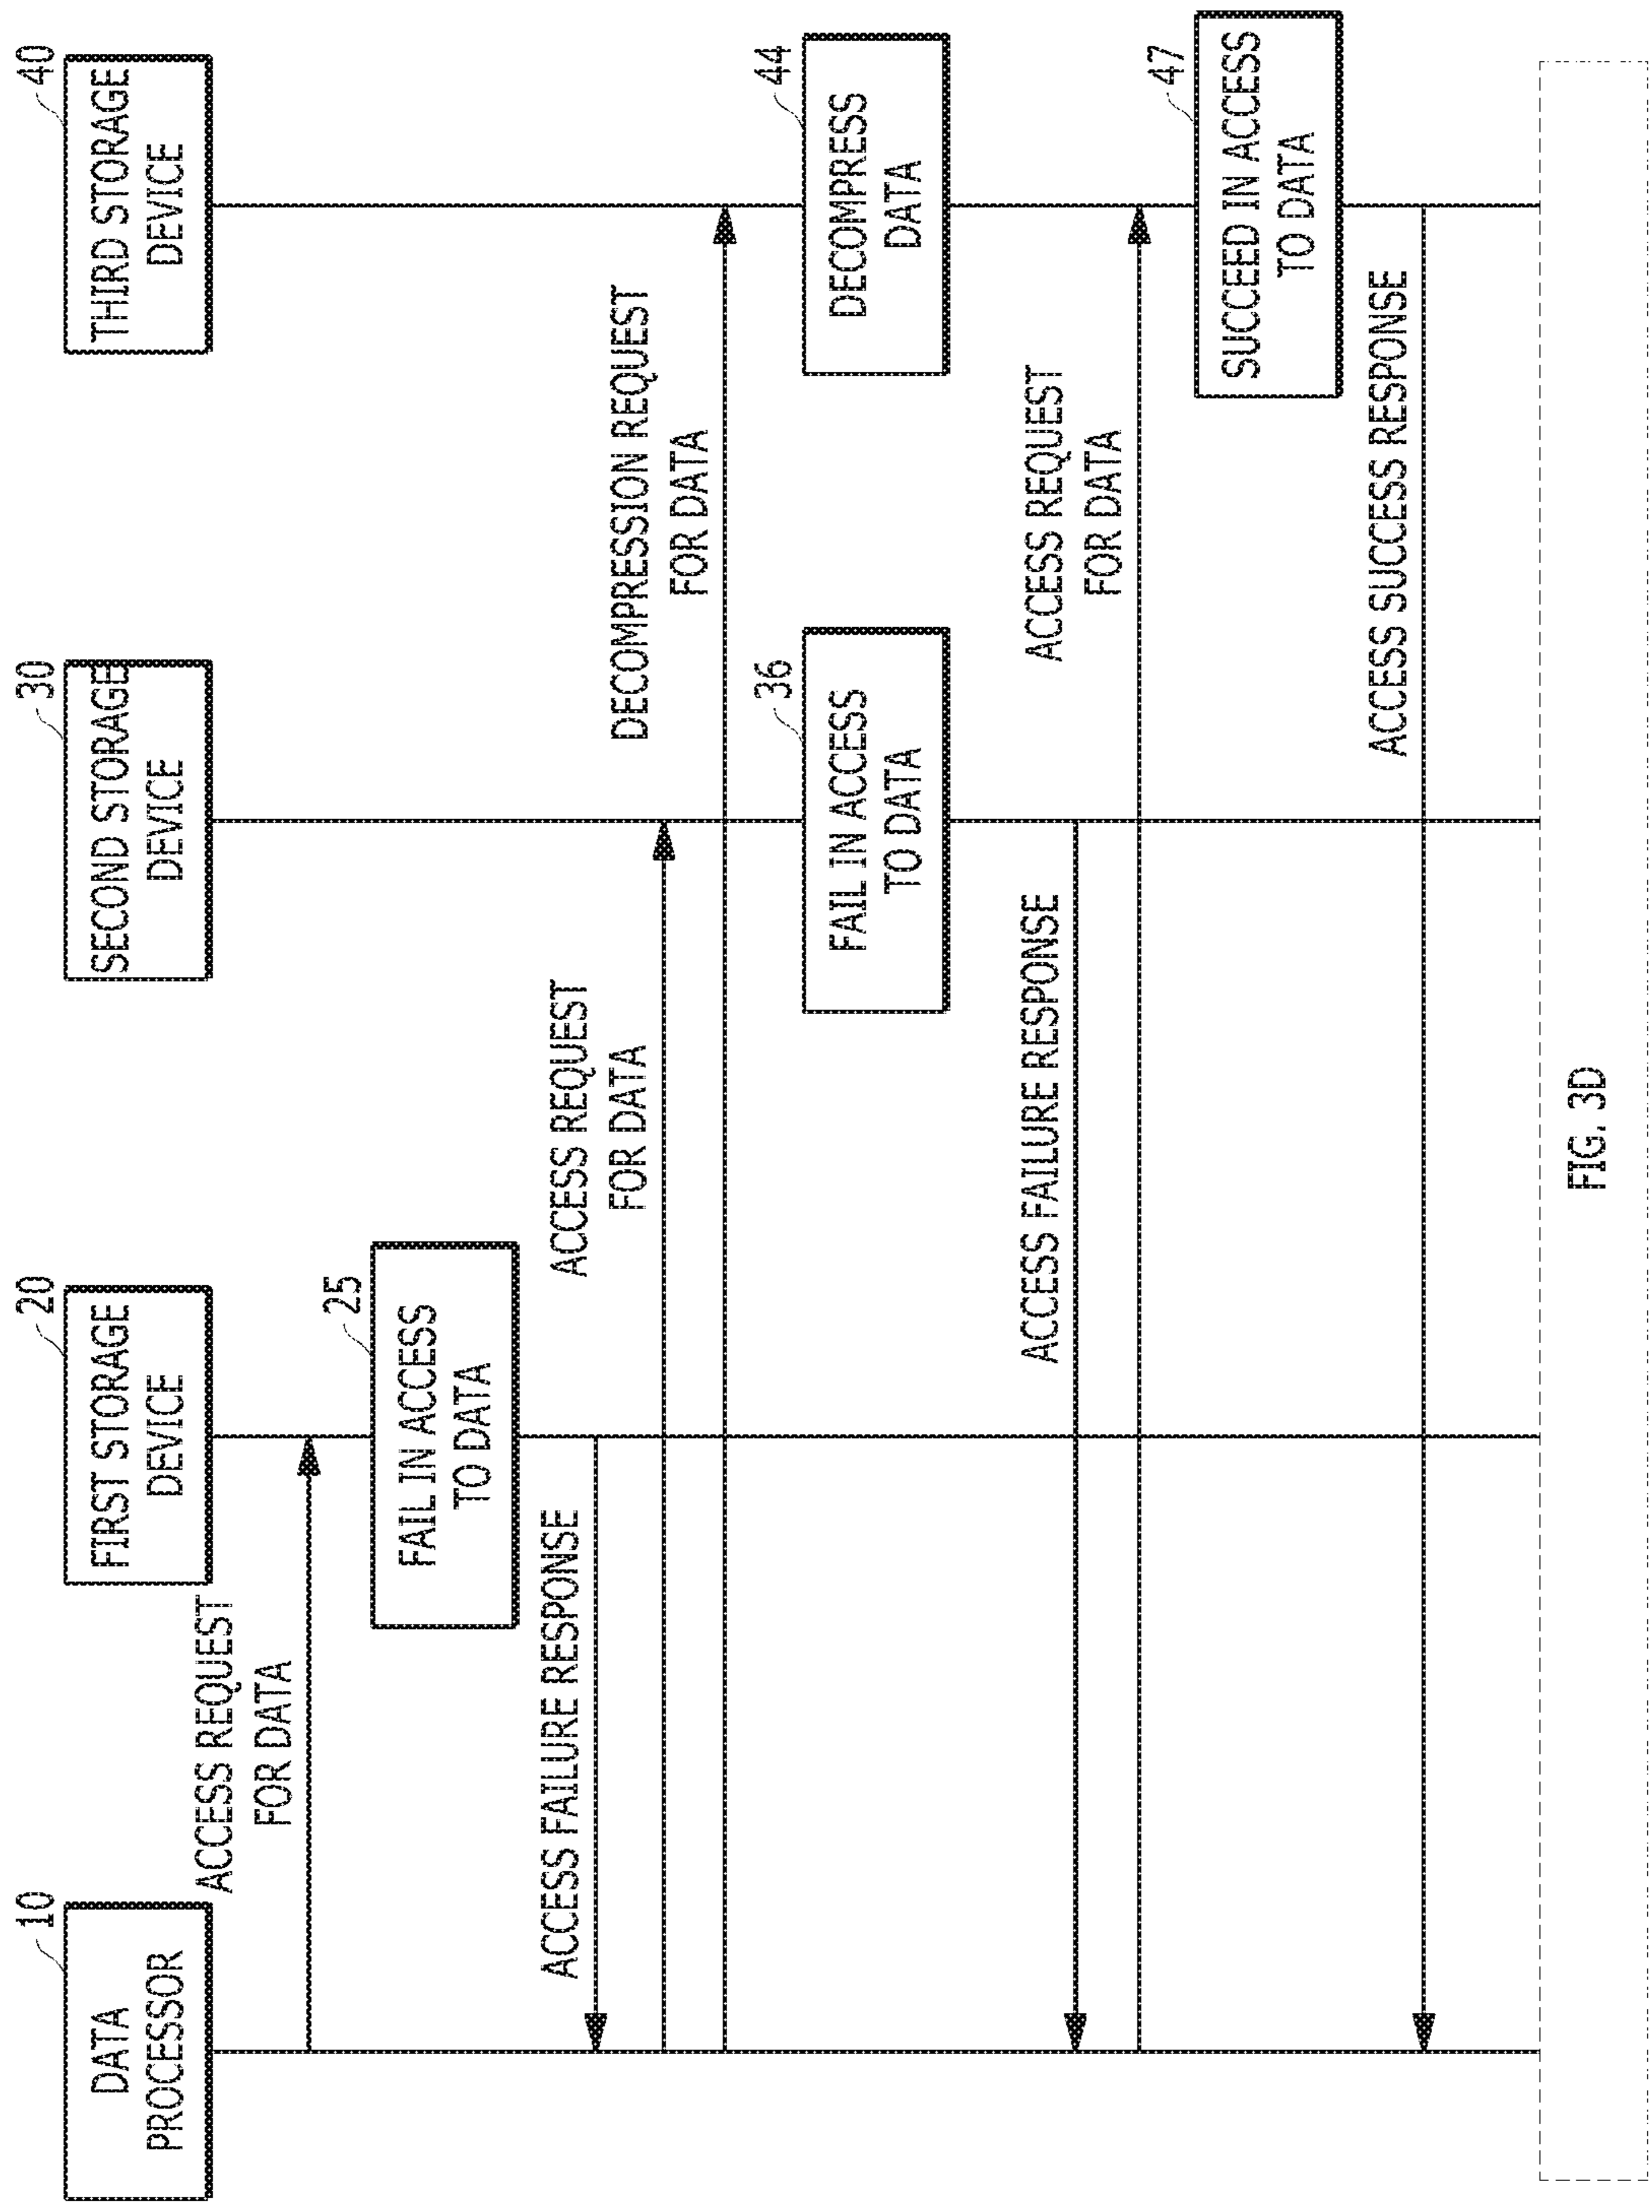 10
DATA
PROCESSOR
20
FIRST STORAGE
DEVICE
30
SECOND STORAGE
DEVICE
40
THIRD STORAGE
DEVICE
ACCESS REQUEST
FOR DATA
25
FAIL IN ACCESS
TO DATA
ACCESS FAILURE RESPONSE
ACCESS REQUEST
FOR DATA
DECOMPRESSION REQUEST
FOR DATA
36
FAIL IN ACCESS
TO DATA
44
DECOMPRESS
DATA
ACCESS FAILURE RESPONSE
ACCESS REQUEST
FOR DATA
47
SUCCEED IN ACCESS
TO DATA
ACCESS SUCCESS RESPONSE
FIG. 3D